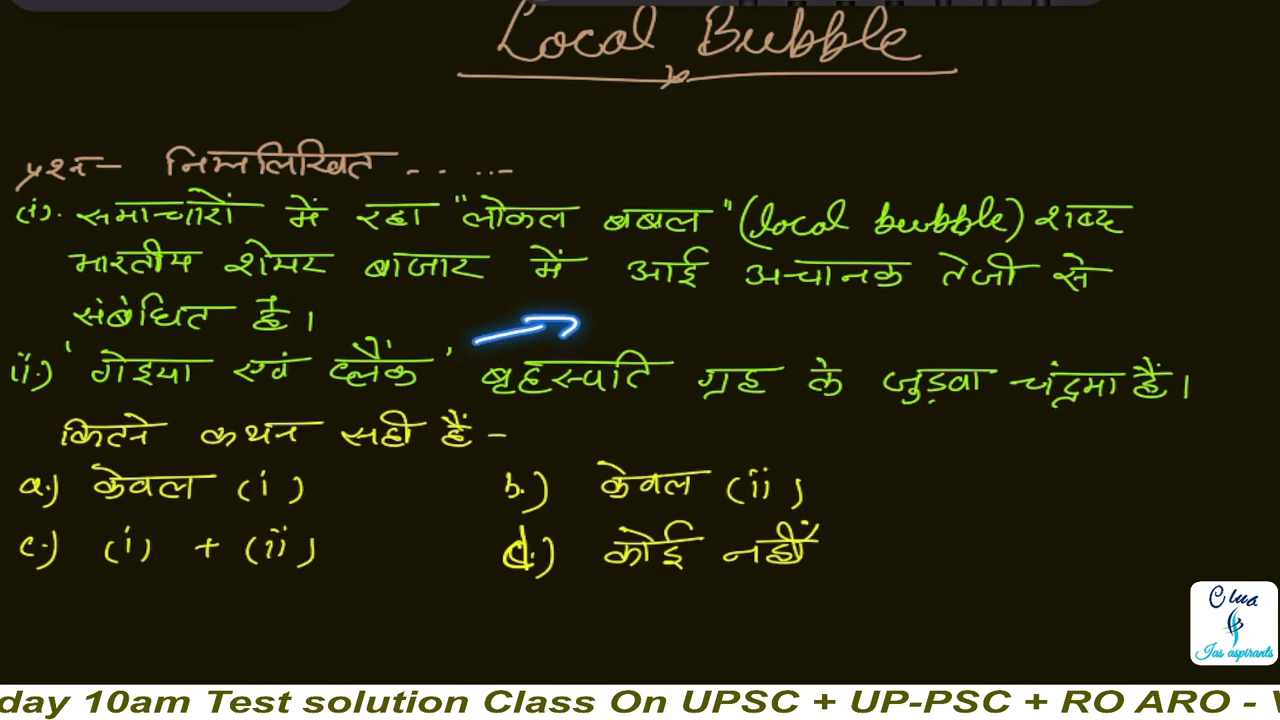 Local Bubble
प्रश्न- निम्नलिखित . . . . -
(i). समाचारों में रहा "लोकल बबल" (local bubble) शब्द
भारतीय शेयर बाजार में आई अचानक तेजी से
संबंधित है।
ii.) 'गेइया एवं प्लैंक' बृहस्पति ग्रह के जुड़वा चंद्रमा हैं।
कितने कथन सही हैं -
a.) केवल (i) b.) केवल (ii)
c.) (i) + (ii) d.) कोई नहीं
Clua
Ias aspirants
day 10am Test solution Class On UPSC + UP-PSC + RO ARO -